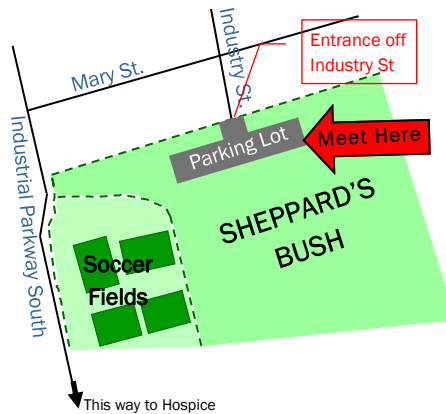 Industry St.
Entrance off
Industry St
Mary St.
Parking Lot
Meet Here
Industrial Parkway South
SHEPPARD'S
BUSH
Soccer
Fields
This way to Hospice